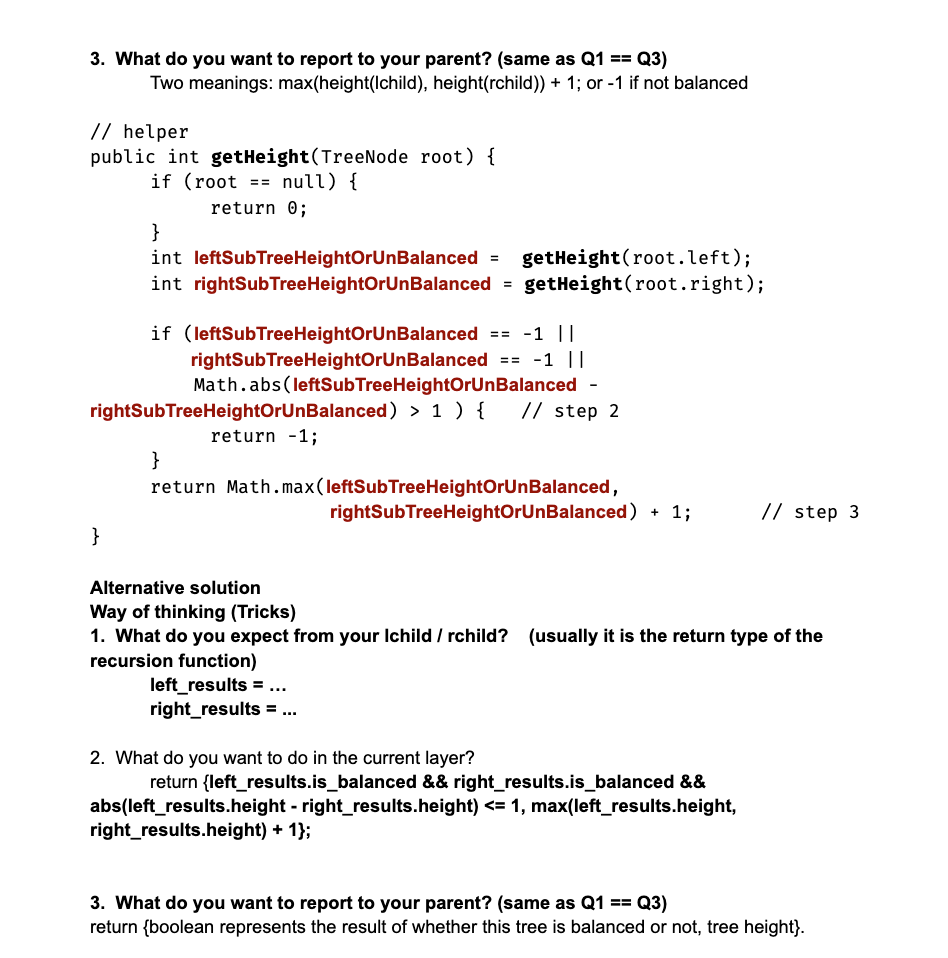 3. What do you want to report to your parent? (same as Q1 == Q3)
Two meanings: max(height(lchild), height(rchild)) + 1; or -1 if not balanced
// helper
public int getHeight(TreeNode root) {
if (root == null) {
return 0;
}
int leftSubTreeHeightOrUnBalanced = getHeight(root.left);
int rightSubTreeHeightOrUnBalanced = getHeight(root.right);
if (leftSubTreeHeightOrUnBalanced == -1 ||
rightSubTreeHeightOrUnBalanced == -1 ||
Math.abs(leftSubTreeHeightOrUnBalanced -
rightSubTreeHeightOrUnBalanced) > 1 ) { // step 2
return -1;
}
return Math.max(leftSubTreeHeightOrUnBalanced,
rightSubTreeHeightOrUnBalanced) + 1; // step 3
}
Alternative solution
Way of thinking (Tricks)
1. What do you expect from your lchild / rchild? (usually it is the return type of the
recursion function)
left_results = ...
right_results = ...
2. What do you want to do in the current layer?
return {left_results.is_balanced && right_results.is_balanced &&
abs(left_results.height - right_results.height) <= 1, max(left_results.height,
right_results.height) + 1};
3. What do you want to report to your parent? (same as Q1 == Q3)
return {boolean represents the result of whether this tree is balanced or not, tree height}.